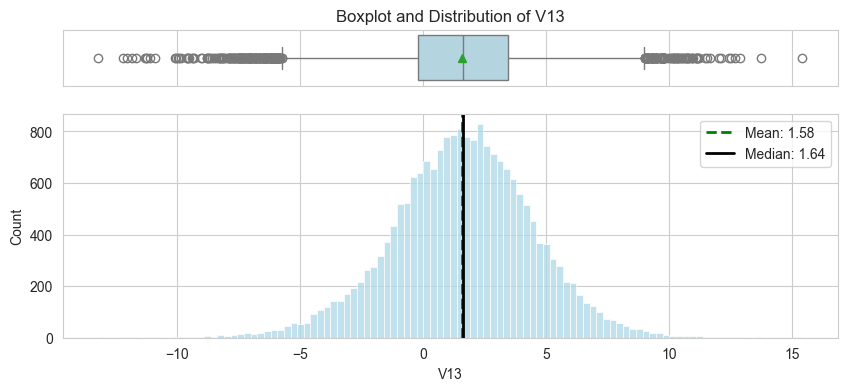 Boxplot and Distribution of V13
Mean: 1.58
Median: 1.64
800
600
400
200
0
Count
−10
−5
0
5
10
15
V13